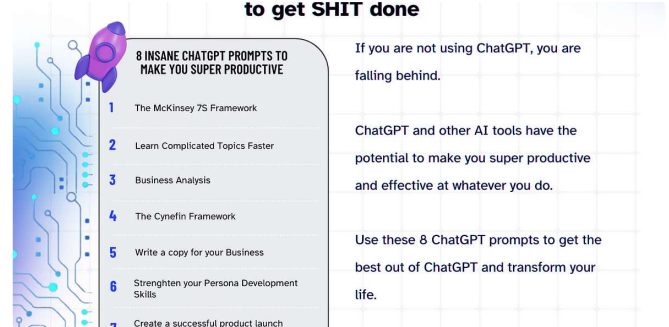 to get SHIT done
8 INSANE CHATGPT PROMPTS TO
MAKE YOU SUPER PRODUCTIVE
1 The McKinsey 7S Framework
2 Learn Complicated Topics Faster
3 Business Analysis
4 The Cynefin Framework
5 Write a copy for your Business
6 Strenghten your Persona Development
Skills
7 Create a successful product launch
If you are not using ChatGPT, you are
falling behind.
ChatGPT and other AI tools have the
potential to make you super productive
and effective at whatever you do.
Use these 8 ChatGPT prompts to get the
best out of ChatGPT and transform your
life.